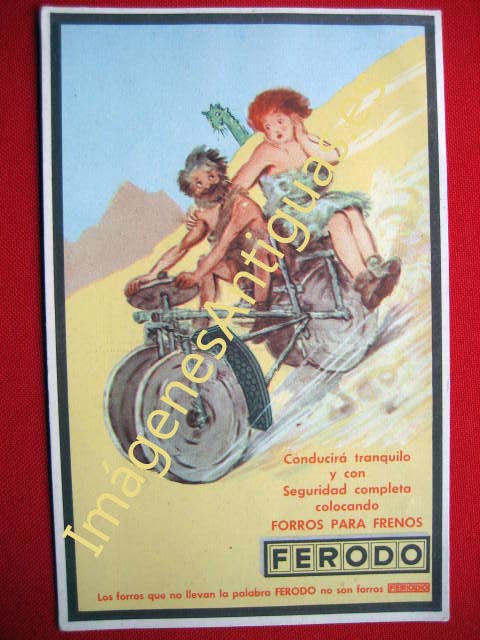 ImágenesAntiguas
Conducirá tranquilo
y con
Seguridad completa
colocando
FORROS PARA FRENOS
FERODO
Los forros que no llevan la palabra FERODO no son forros FERODO